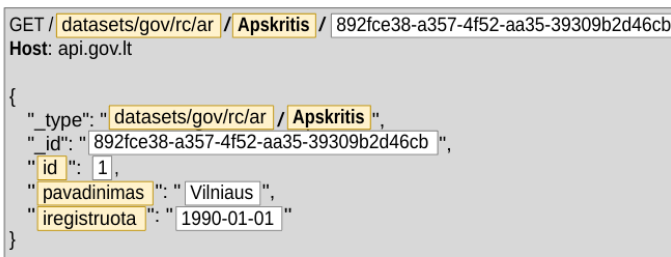 GET / datasets/gov/rc/ar / Apskritis / 892fce38-a357-4f52-aa35-39309b2d46cb
Host: api.gov.lt
{
"_type": "datasets/gov/rc/ar / Apskritis",
"_id": "892fce38-a357-4f52-aa35-39309b2d46cb",
"id": 1,
"pavadinimas": "Vilniaus",
"iregistruota": "1990-01-01"
}